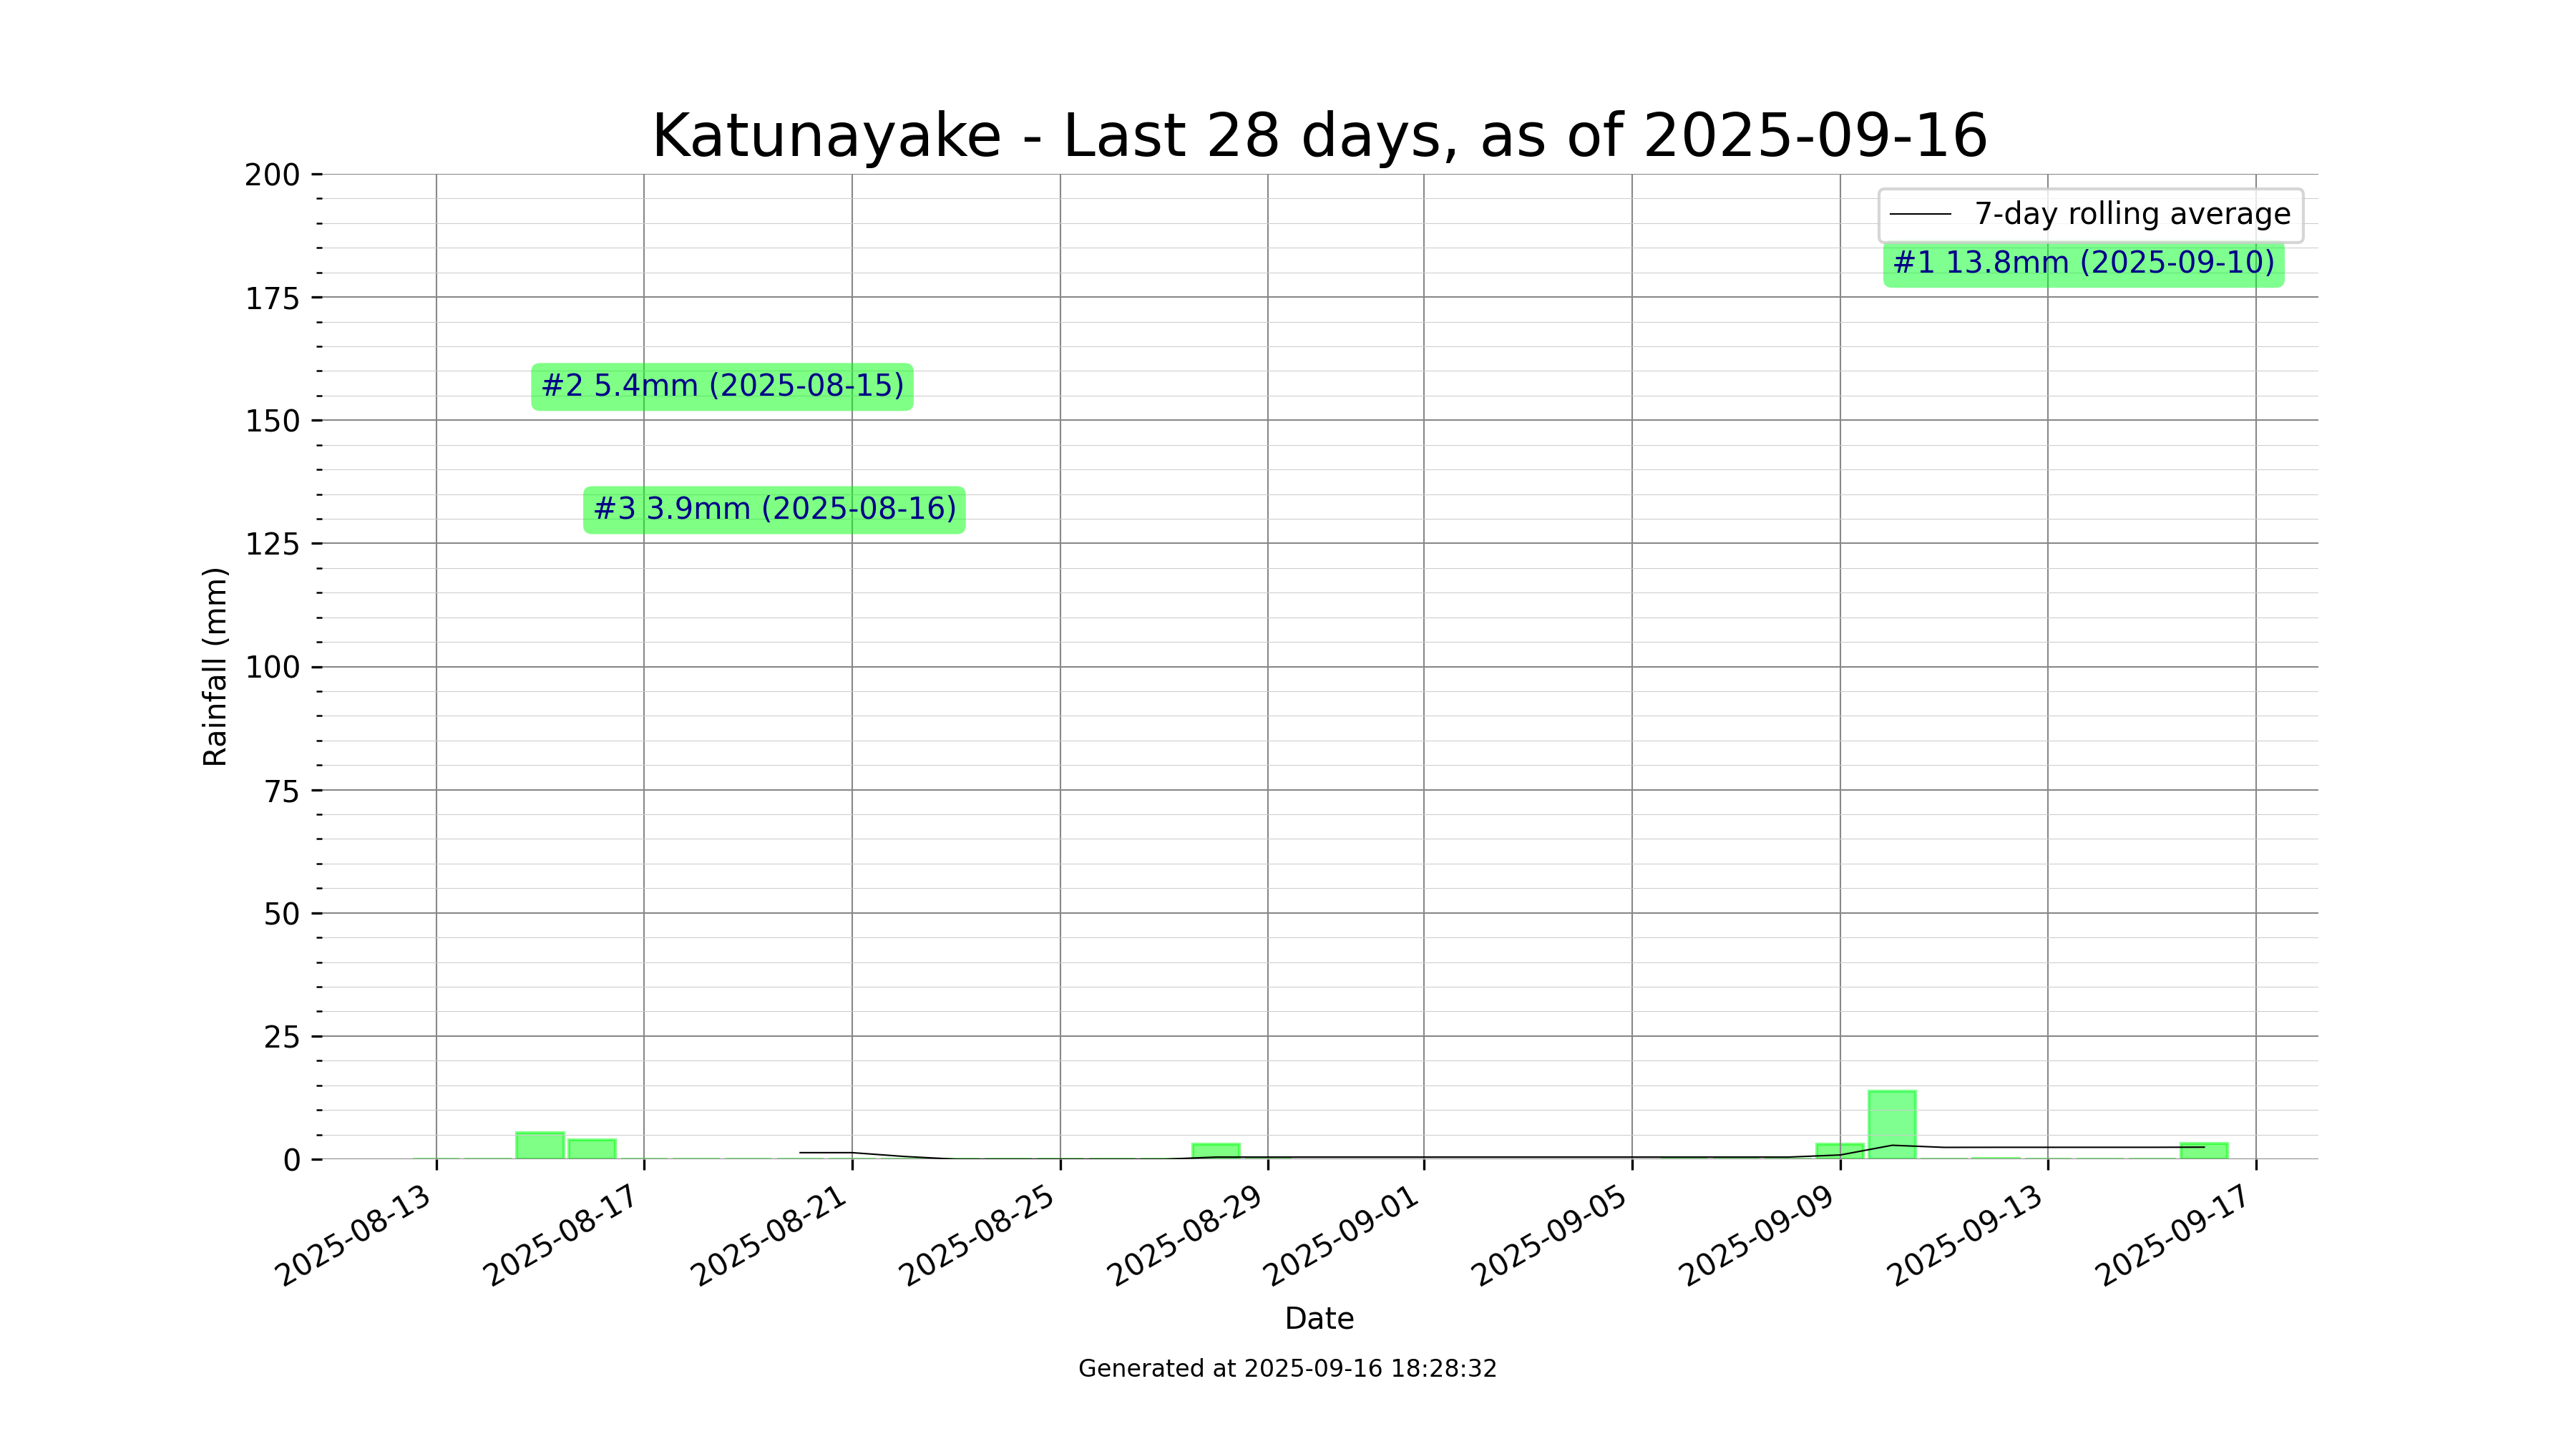 Katunayake - Last 28 days, as of 2025-09-16
200
175
150
125
100
75
50
25
0
Rainfall (mm)
7-day rolling average
#1 13.8mm (2025-09-10)
#2 5.4mm (2025-08-15)
#3 3.9mm (2025-08-16)
2025-08-13
2025-08-17
2025-08-21
2025-08-25
2025-08-29
2025-09-01
2025-09-05
2025-09-09
2025-09-13
2025-09-17
Date
Generated at 2025-09-16 18:28:32